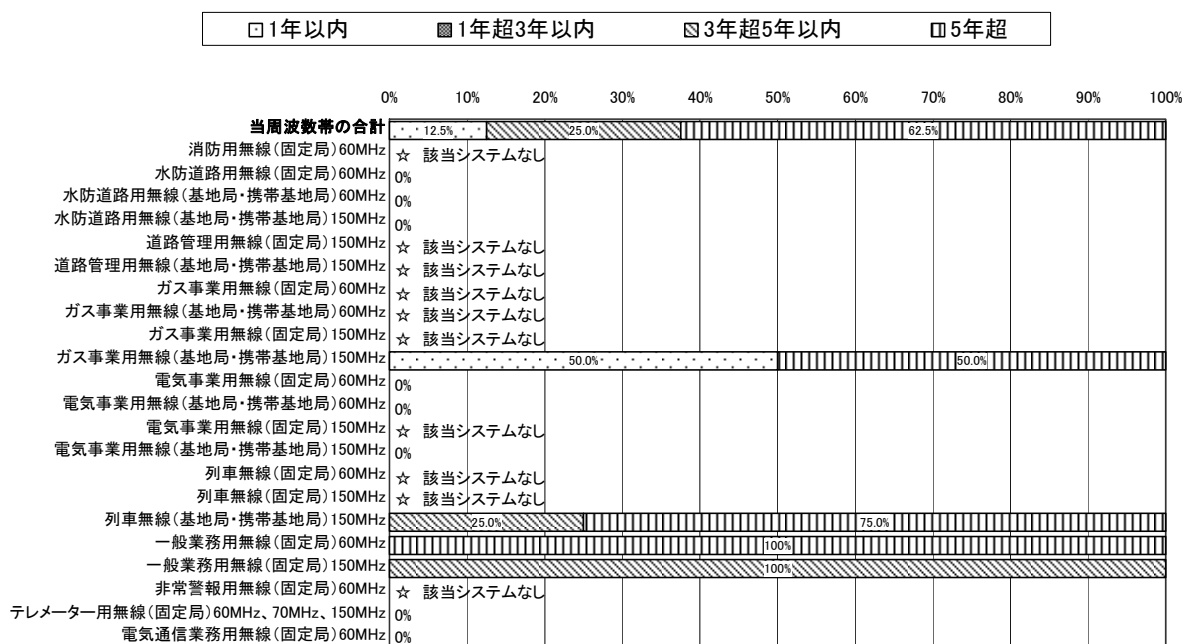 1年以内 1年超3年以内 3年超5年以内 5年超
0% 10% 20% 30% 40% 50% 60% 70% 80% 90% 100%
当周波数帯の合計 12.5% 25.0% 62.5%
消防用無線(固定局)60MHz ☆ 該当システムなし
水防道路用無線(固定局)60MHz 0%
水防道路用無線(基地局・携帯基地局)60MHz 0%
水防道路用無線(基地局・携帯基地局)150MHz 0%
道路管理用無線(固定局)150MHz ☆ 該当システムなし
道路管理用無線(基地局・携帯基地局)150MHz ☆ 該当システムなし
ガス事業用無線(固定局)60MHz ☆ 該当システムなし
ガス事業用無線(基地局・携帯基地局)60MHz ☆ 該当システムなし
ガス事業用無線(固定局)150MHz ☆ 該当システムなし
ガス事業用無線(基地局・携帯基地局)150MHz 50.0% 50.0%
電気事業用無線(固定局)60MHz 0%
電気事業用無線(基地局・携帯基地局)60MHz 0%
電気事業用無線(固定局)150MHz ☆ 該当システムなし
電気事業用無線(基地局・携帯基地局)150MHz 0%
列車無線(固定局)60MHz ☆ 該当システムなし
列車無線(固定局)150MHz ☆ 該当システムなし
列車無線(基地局・携帯基地局)150MHz 25.0% 75.0%
一般業務用無線(固定局)60MHz 100%
一般業務用無線(固定局)150MHz 100%
非常警報用無線(固定局)60MHz ☆ 該当システムなし
テレメーター用無線(固定局)60MHz、70MHz、150MHz 0%
電気通信業務用無線(固定局)60MHz 0%